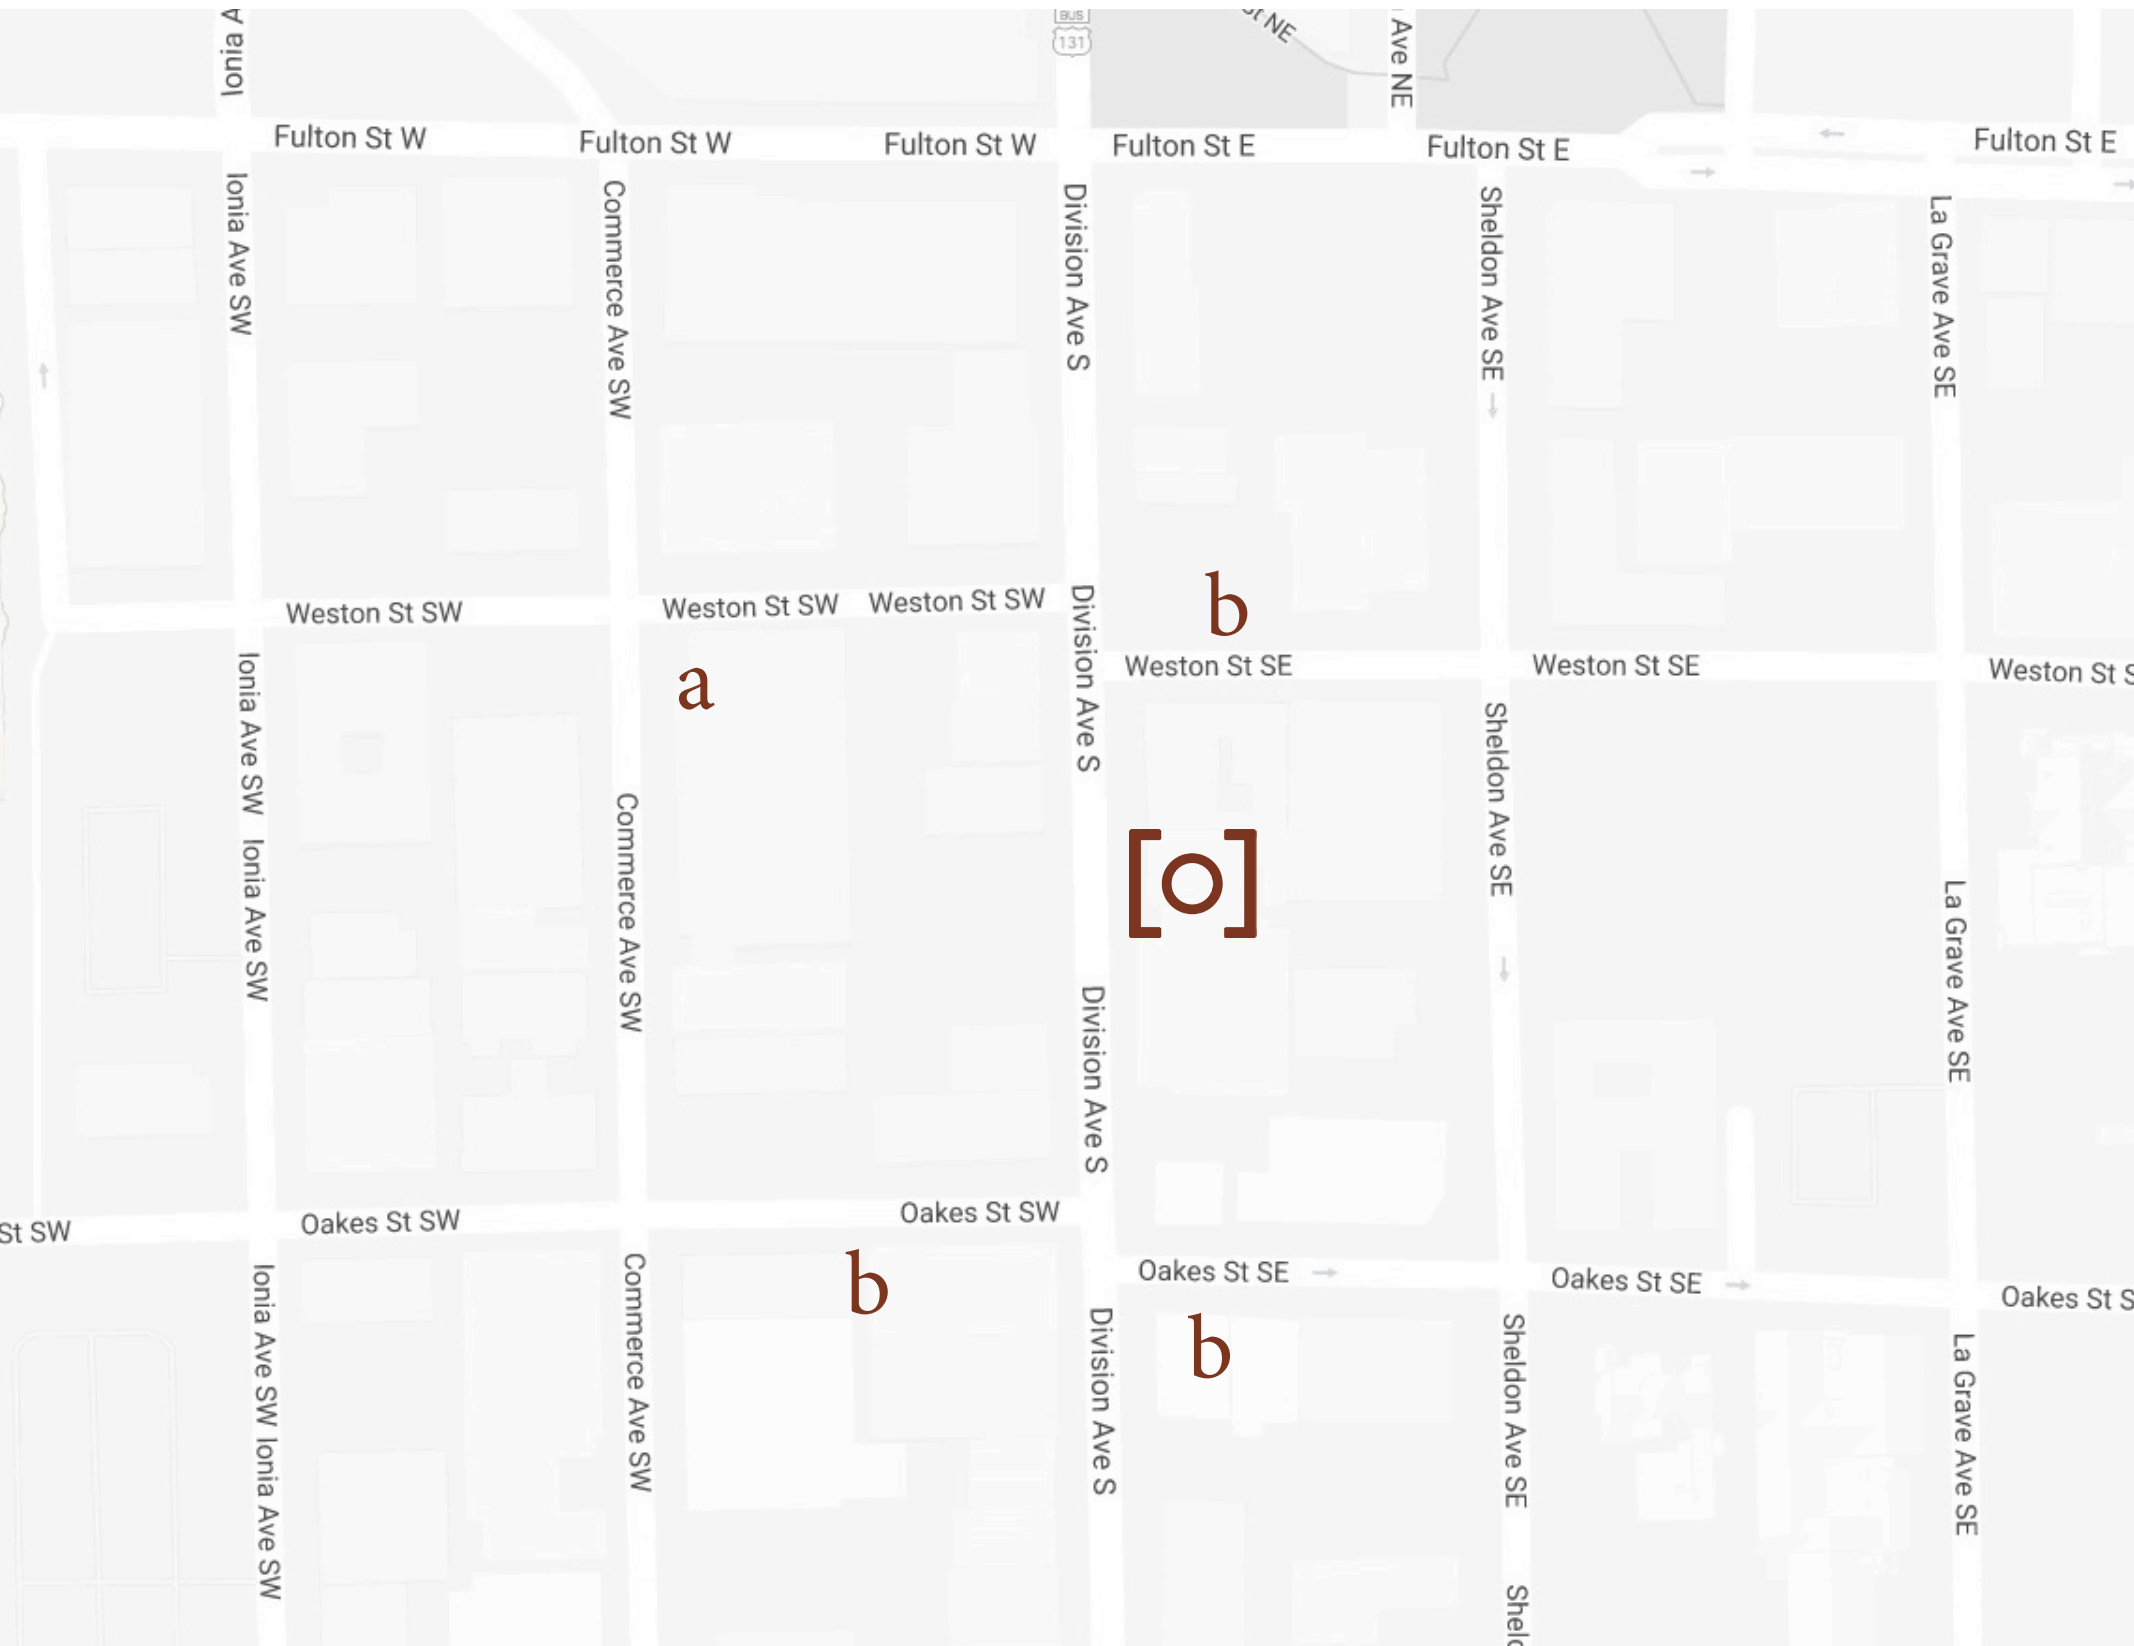 Ionia A
BUS
131
St NE
Ave NE
Fulton St W
Fulton St W
Fulton St W
Fulton St E
Fulton St E
Fulton St E
Ionia Ave SW
Commerce Ave SW
Division Ave S
Sheldon Ave SE
La Grave Ave SE
Weston St SW
Weston St SW
Weston St SW
b
a
Weston St SE
Weston St SE
Weston St S
Division Ave S
Ionia Ave SW
Sheldon Ave SE
Commerce Ave SW
Ionia Ave SW
[O]
La Grave Ave SE
Division Ave S
St SW
Oakes St SW
Oakes St SW
Oakes St SE
Oakes St SE
Oakes St S
b
b
Ionia Ave SW
Commerce Ave SW
Division Ave S
Sheldon Ave SE
La Grave Ave SE
Ionia Ave SW
Sheld